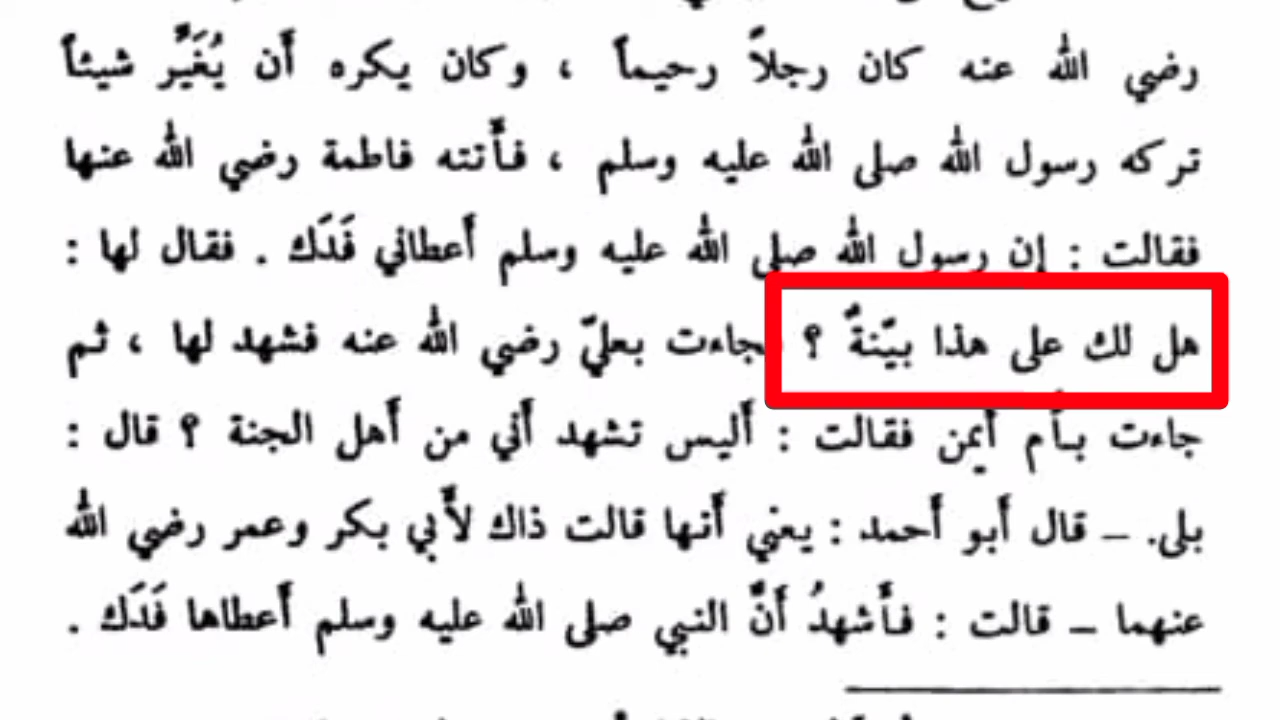 رضي الله عنه كان رجلاً رحيماً ، وكان يكره أن يُغَيِّر شيئاً
تركه رسول الله صلى الله عليه وسلم ، فأتته فاطمة رضي الله عنها
فقالت : إن رسول الله صلى الله عليه وسلم أعطاني فَدَك . فقال لها :
هل لك على هذا بيّنةٌ ؟ فجاءت بعليّ رضي الله عنه فشهد لها ، ثم
جاءت بأم أيمن فقالت : أليس تشهد أني من أهل الجنة ؟ قال :
بلى. – قال أبو أحمد : يعني أنها قالت ذاك لأبي بكر وعمر رضي الله
عنهما – قالت : فأشهدُ أنَّ النبي صلى الله عليه وسلم أعطاها فَدَك .